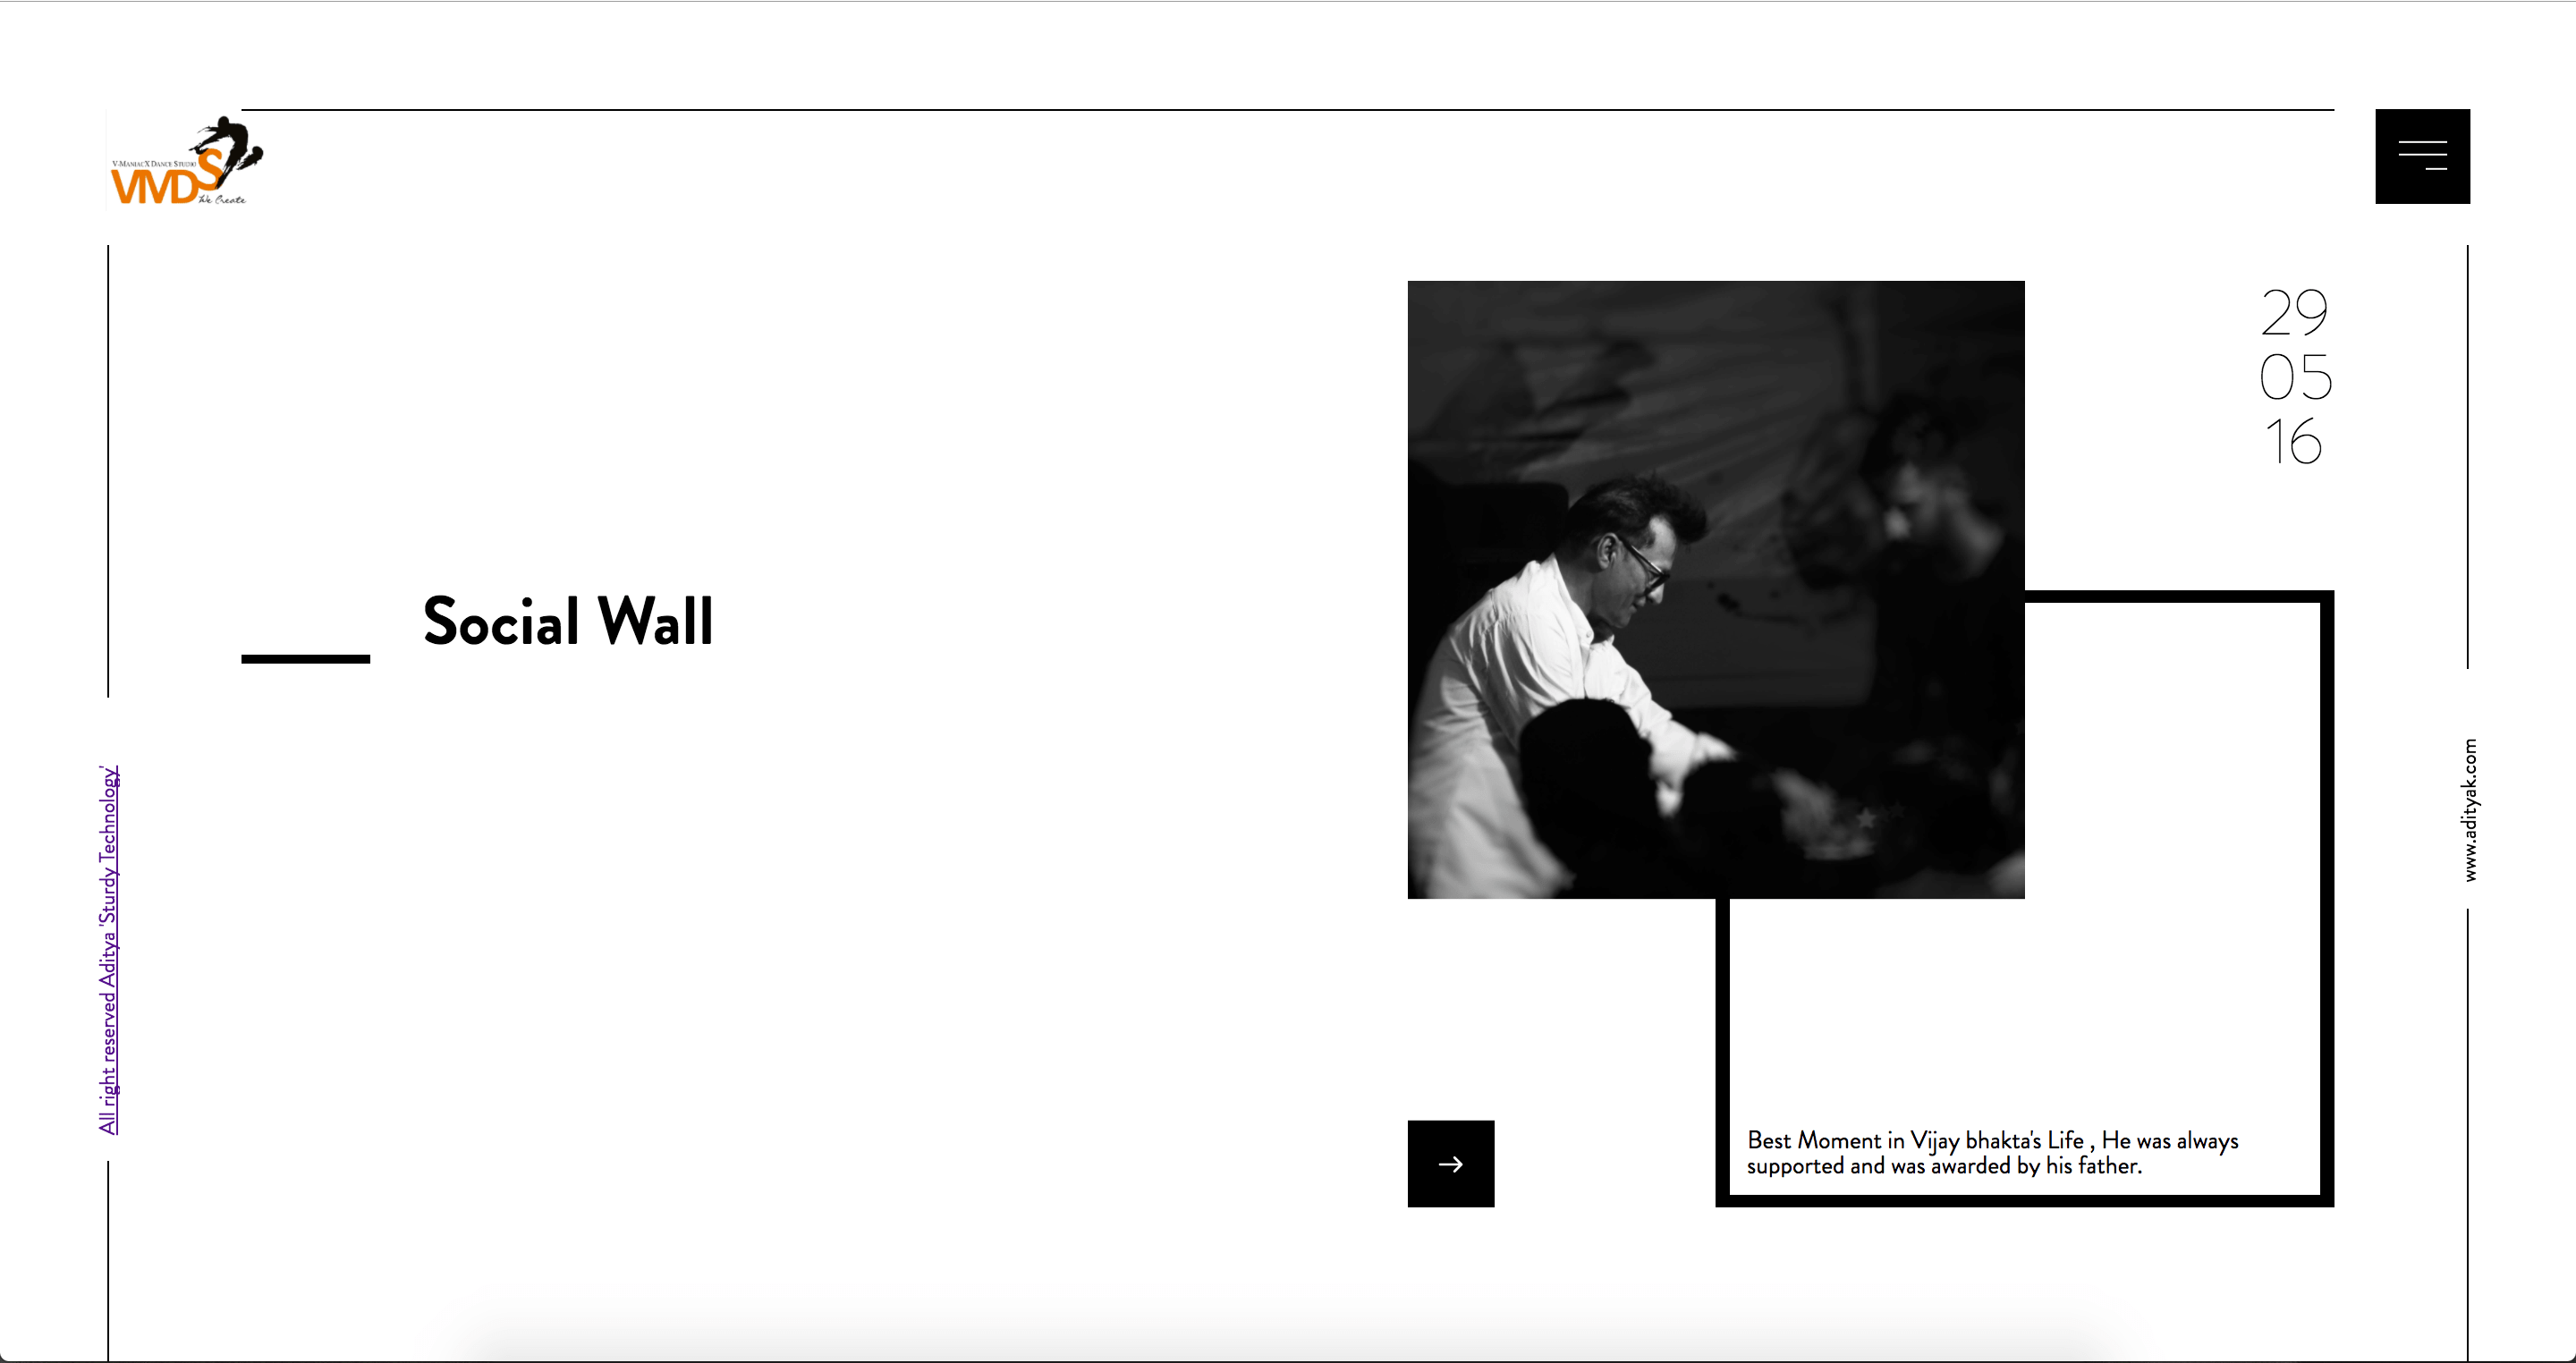 V-MANIACX DANCE STUDIO
VMDS
We Create
29
05
16
Social Wall
All right reserved Aditya 'Sturdy Technology'
www.adityak.com
Best Moment in Vijay bhakta's Life , He was always
supported and was awarded by his father.